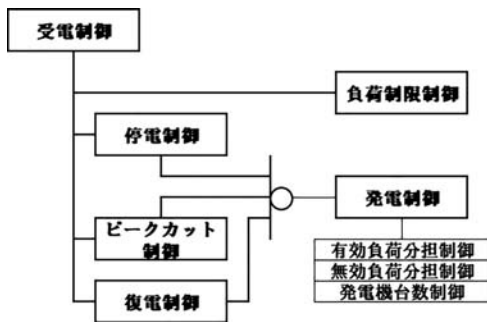 受電制御
負荷制限制御
停電制御
発電制御
ピークカット
制御
有効負荷分担制御
無効負荷分担制御
発電機台数制御
復電制御